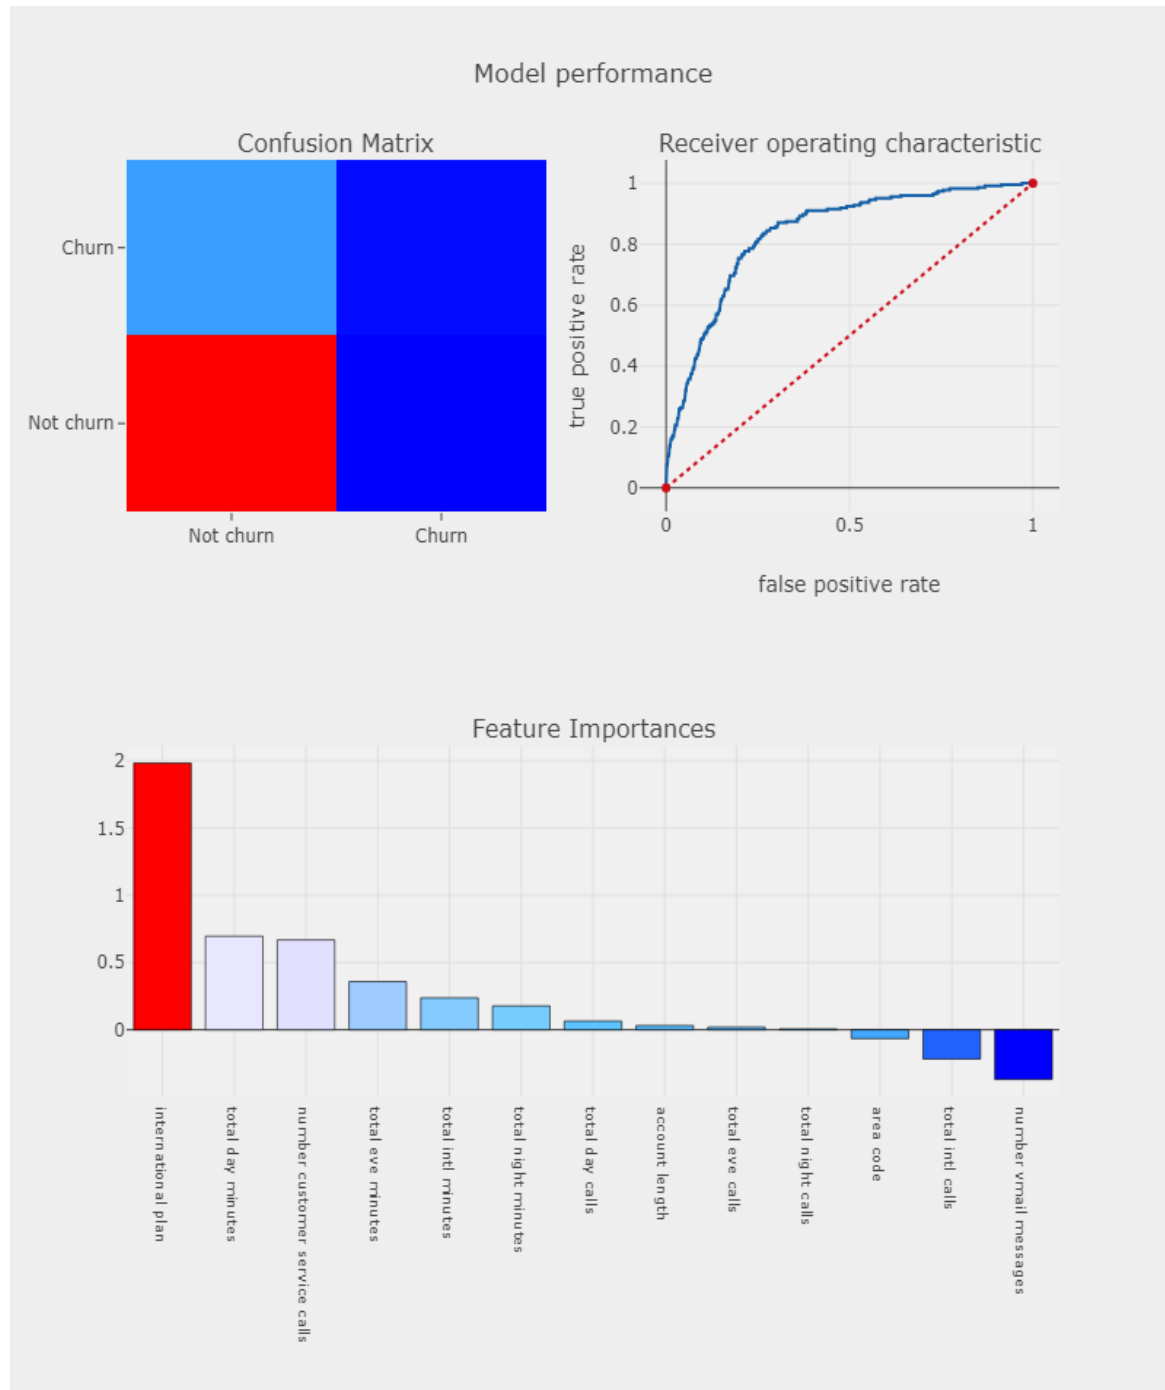 Model performance
Confusion Matrix
Churn
Not churn
Not churn
Churn
Receiver operating characteristic
true positive rate
1
0.8
0.6
0.4
0.2
0
0
0.5
1
false positive rate
Feature Importances
2
1.5
1
0.5
0
international plan
total day minutes
number customer service calls
total eve minutes
total intl minutes
total night minutes
total day calls
account length
total eve calls
total night calls
area code
total intl calls
number vmail messages